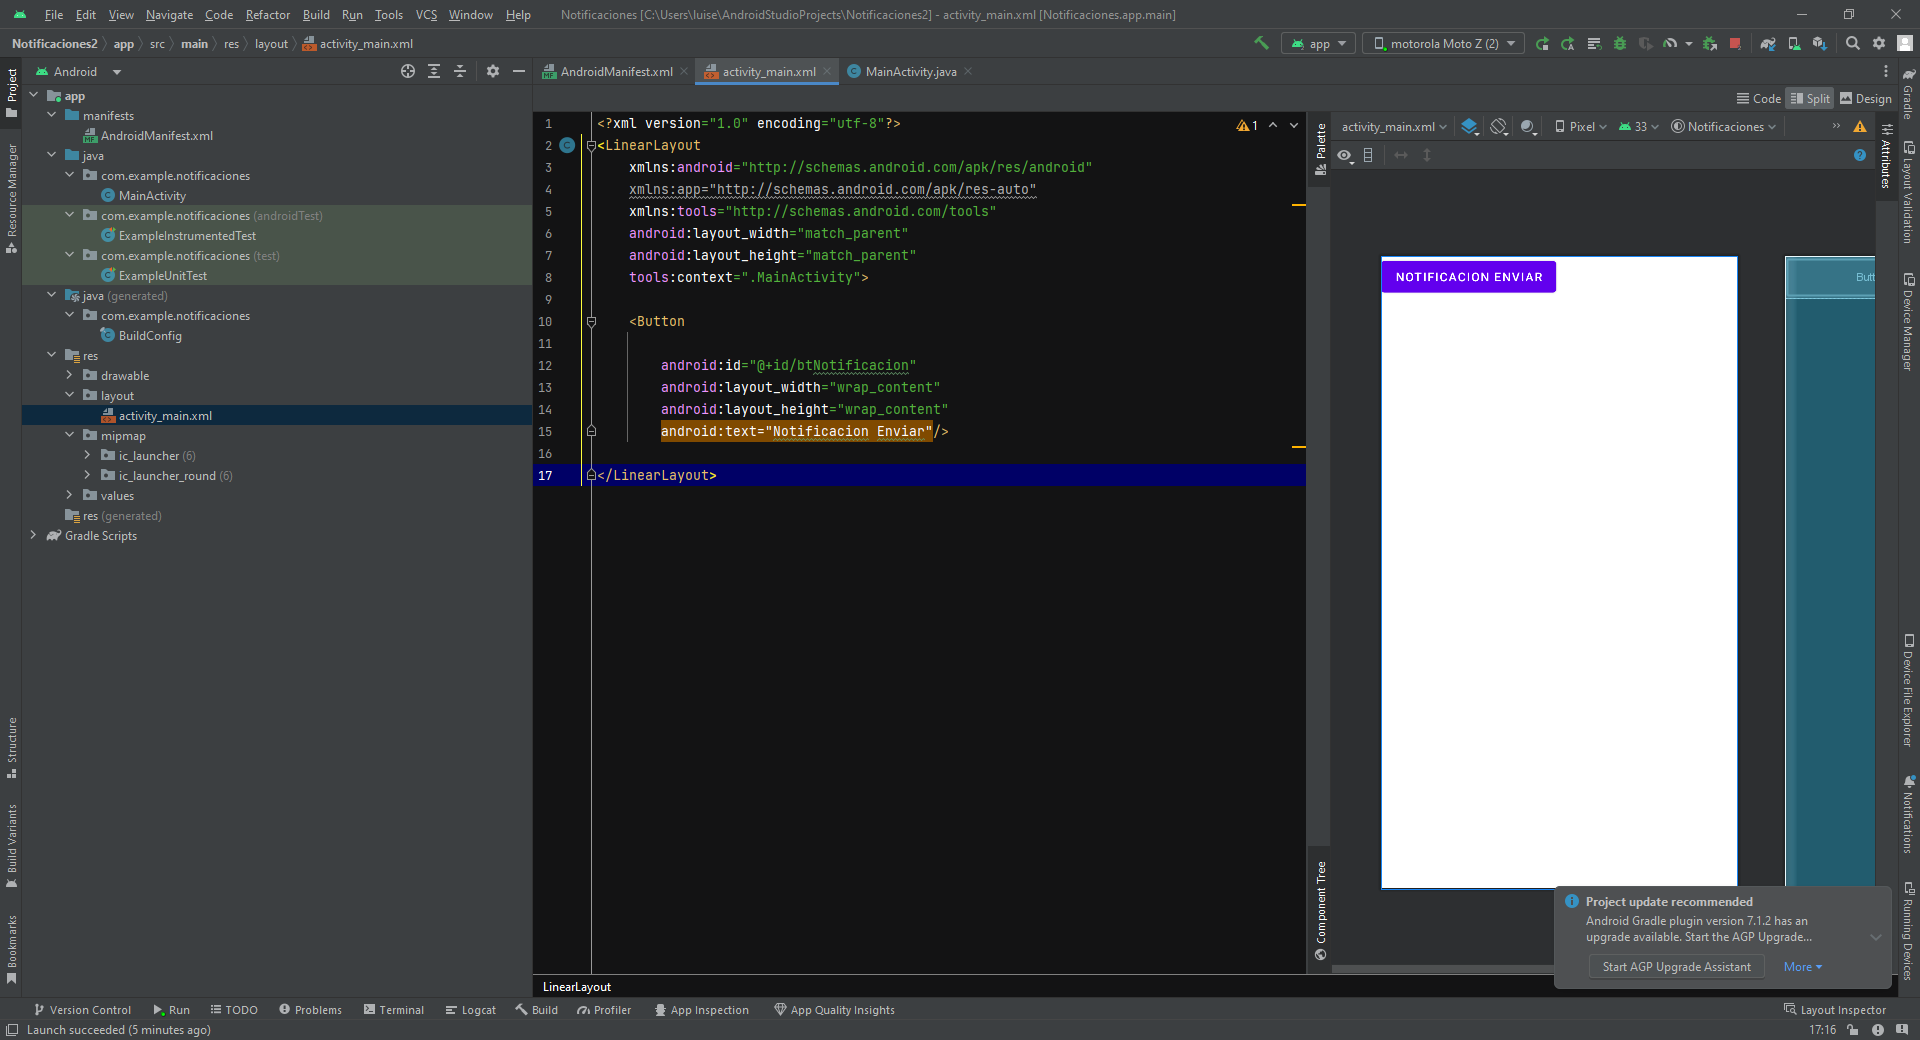 File Edit View Navigate Code Refactor Build Run Tools VCS Window Help Notificaciones [C:\Users\luise\AndroidStudioProjects\Notificaciones2] - activity_main.xml [Notificaciones.app.main]
Notificaciones2 app src main res layout activity_main.xml
app motorola Moto Z (2)
Android
AndroidManifest.xml activity_main.xml MainActivity.java
Code Split Design
Project
Resource Manager
Structure
Build Variants
Bookmarks
app
manifests
AndroidManifest.xml
java
com.example.notificaciones
MainActivity
com.example.notificaciones (androidTest)
ExampleInstrumentedTest
com.example.notificaciones (test)
ExampleUnitTest
java (generated)
com.example.notificaciones
BuildConfig
res
drawable
layout
activity_main.xml
mipmap
ic_launcher (6)
ic_launcher_round (6)
values
res (generated)
Gradle Scripts
1 <?xml version="1.0" encoding="utf-8"?>
2 <LinearLayout
3 xmlns:android="http://schemas.android.com/apk/res/android"
4 xmlns:app="http://schemas.android.com/apk/res-auto"
5 xmlns:tools="http://schemas.android.com/tools"
6 android:layout_width="match_parent"
7 android:layout_height="match_parent"
8 tools:context=".MainActivity">
9
10 <Button
11
12 android:id="@+id/btNotificacion"
13 android:layout_width="wrap_content"
14 android:layout_height="wrap_content"
15 android:text="Notificacion Enviar"/>
16
17 </LinearLayout>
1
LinearLayout
Palette
Component Tree
activity_main.xml Pixel 33 Notificaciones
NOTIFICACION ENVIAR
Butt
Attributes
Gradle
Layout Validation
Device Manager
Device File Explorer
Notifications
Running Devices
Project update recommended
Android Gradle plugin version 7.1.2 has an
upgrade available. Start the AGP Upgrade...
Start AGP Upgrade Assistant More
Version Control Run TODO Problems Terminal Logcat Build Profiler App Inspection App Quality Insights Layout Inspector
Launch succeeded (5 minutes ago) 17:16